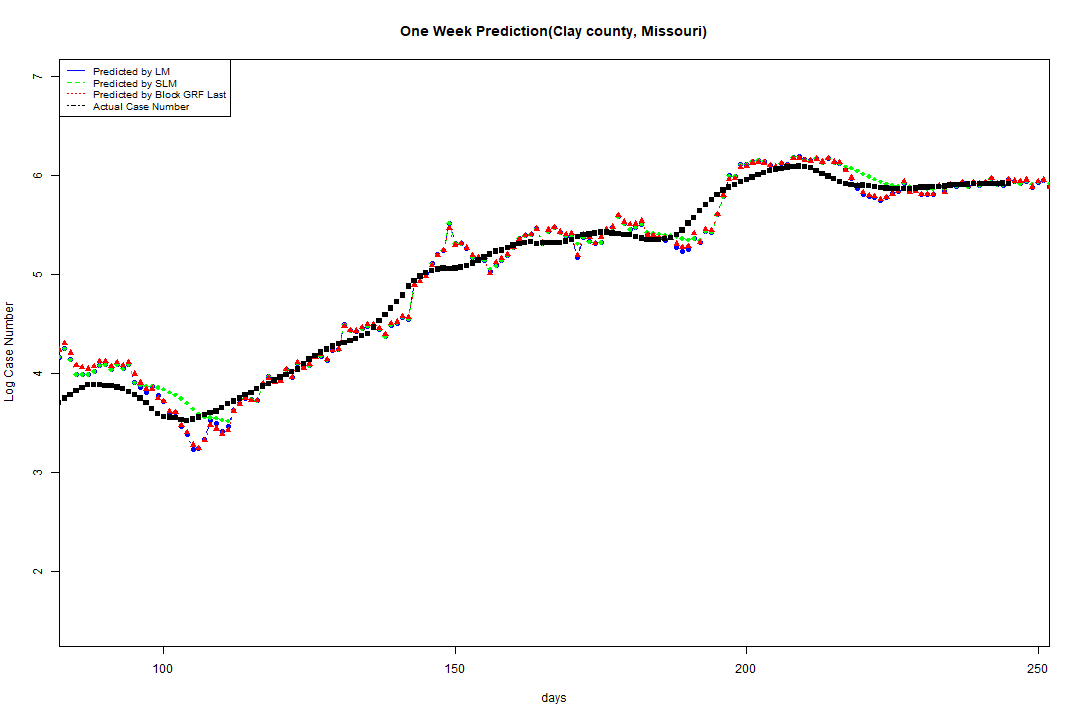 One Week Prediction(Clay county, Missouri)
Predicted by LM
Predicted by SLM
Predicted by Block GRF Last
Actual Case Number
7
6
5
4
3
2
Log Case Number
100 150 200 250
days